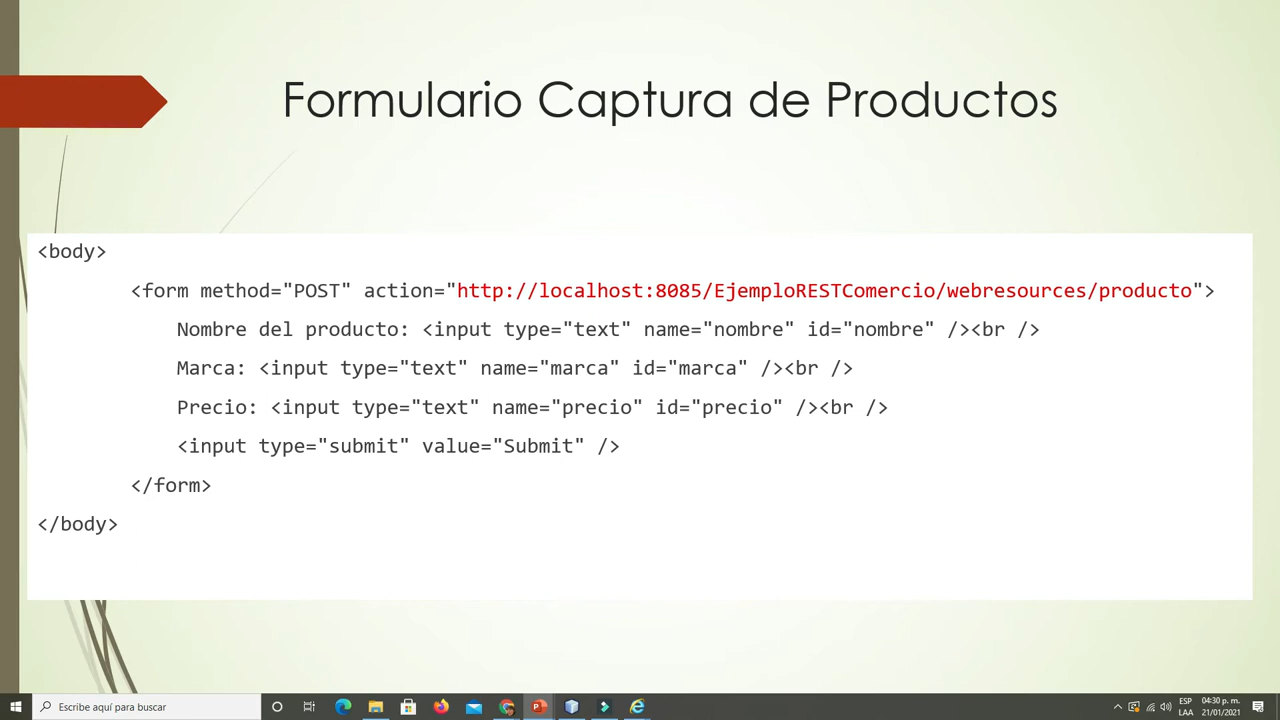 Formulario Captura de Productos
<body>
<form method="POST" action="http://localhost:8085/EjemploRESTComercio/webresources/producto">
Nombre del producto: <input type="text" name="nombre" id="nombre" /><br />
Marca: <input type="text" name="marca" id="marca" /><br />
Precio: <input type="text" name="precio" id="precio" /><br />
<input type="submit" value="Submit" />
</form>
</body>
Escribe aquí para buscar
ESP
LAA
04:30 p. m.
21/01/2021